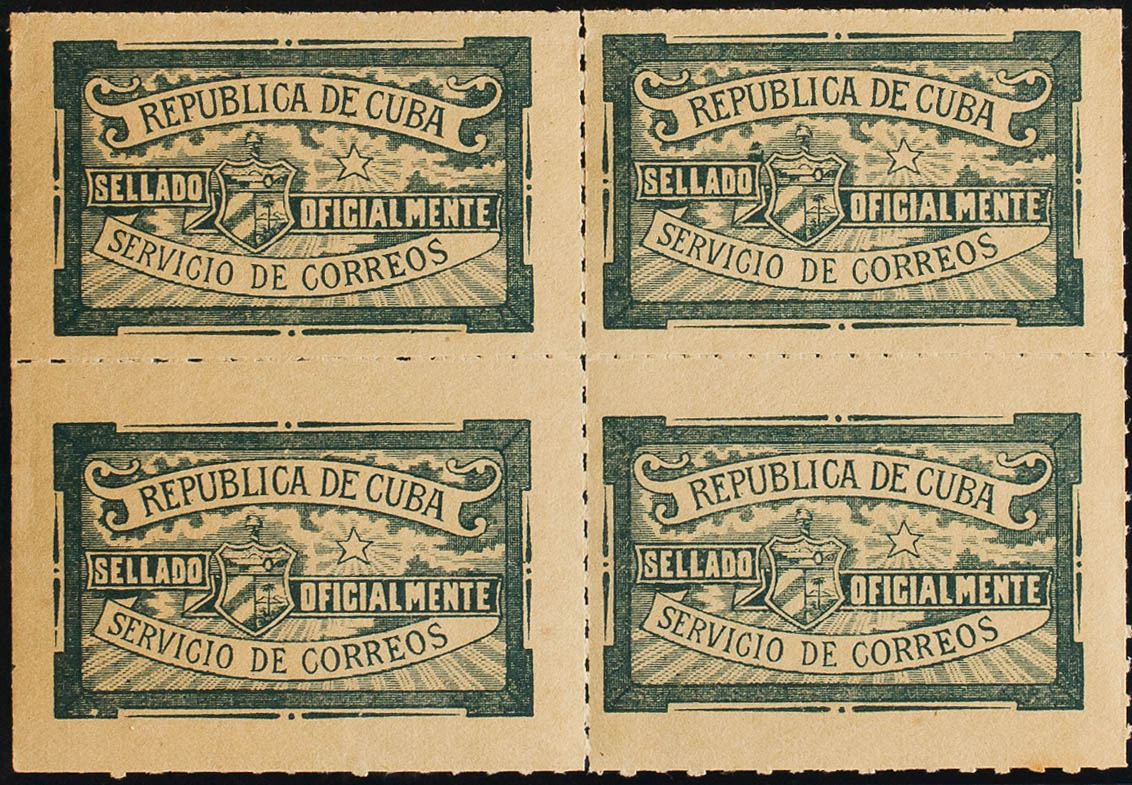 REPUBLICA DE CUBA
SELLADO OFICIALMENTE
SERVICIO DE CORREOS
REPUBLICA DE CUBA
SELLADO OFICIALMENTE
SERVICIO DE CORREOS
REPUBLICA DE CUBA
SELLADO OFICIALMENTE
SERVICIO DE CORREOS
REPUBLICA DE CUBA
SELLADO OFICIALMENTE
SERVICIO DE CORREOS